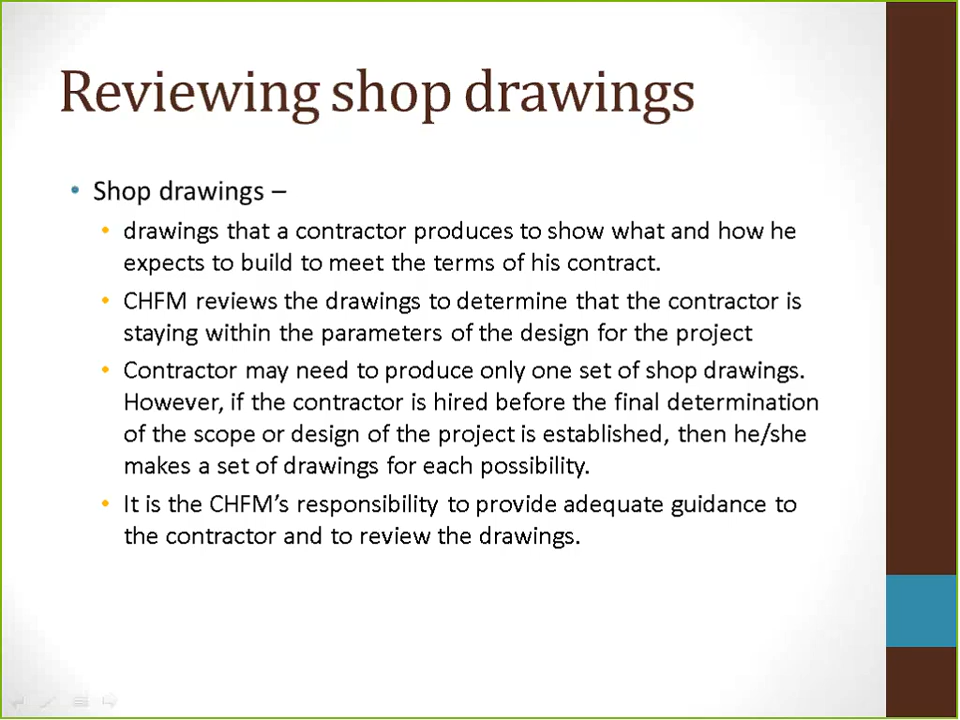 Reviewing shop drawings
• Shop drawings –
• drawings that a contractor produces to show what and how he
expects to build to meet the terms of his contract.
• CHFM reviews the drawings to determine that the contractor is
staying within the parameters of the design for the project
• Contractor may need to produce only one set of shop drawings.
However, if the contractor is hired before the final determination
of the scope or design of the project is established, then he/she
makes a set of drawings for each possibility.
• It is the CHFM’s responsibility to provide adequate guidance to
the contractor and to review the drawings.